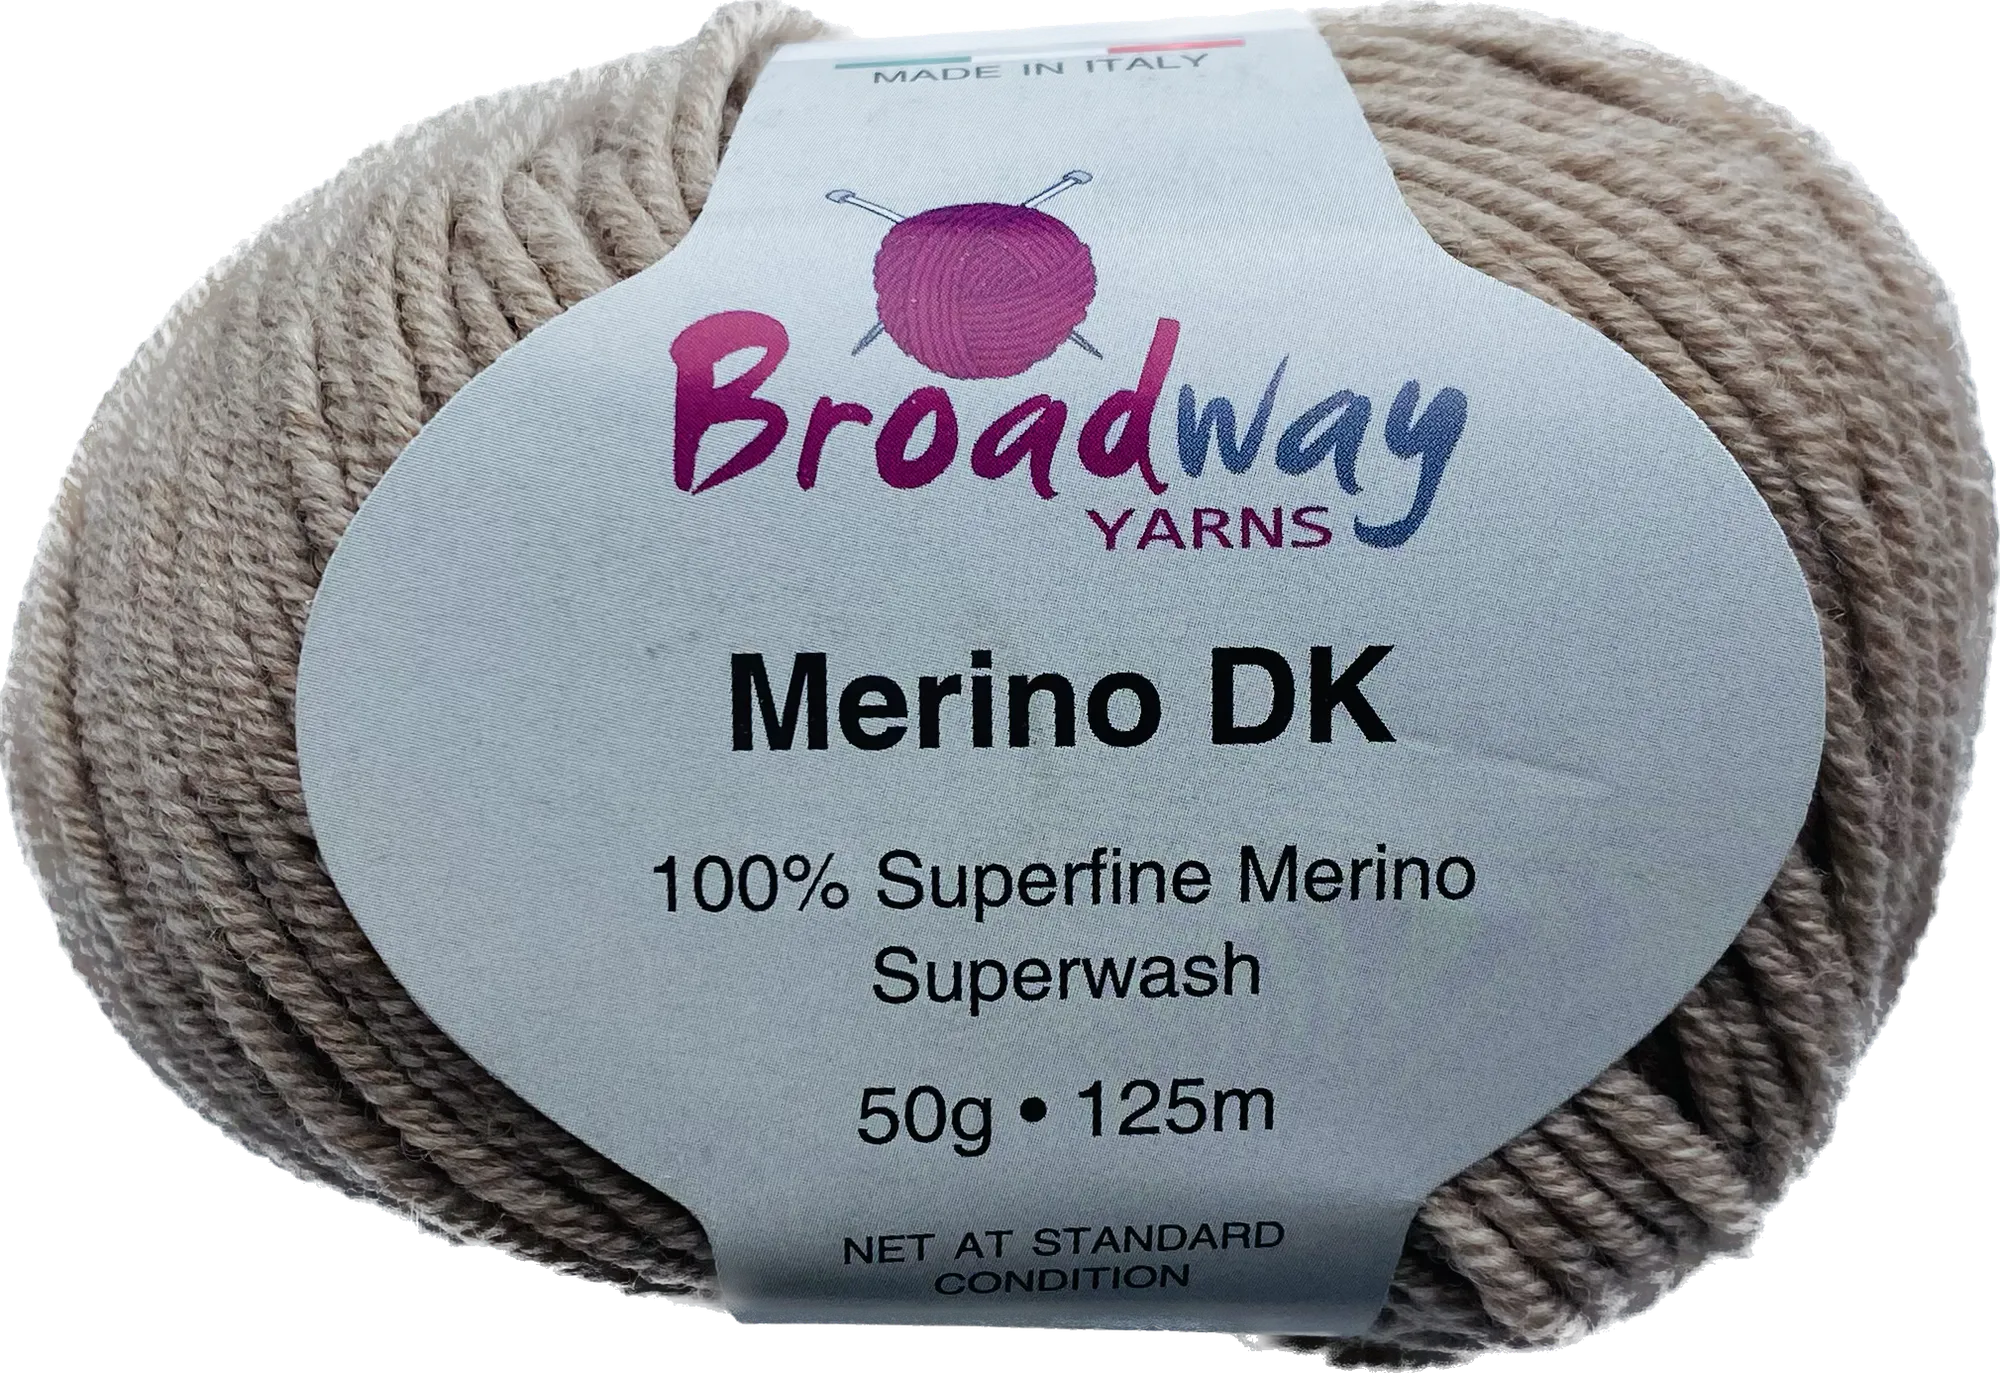 MADE IN ITALY
Broadway
YARNS
Merino DK
100% Superfine Merino
Superwash
50g • 125m
NET AT STANDARD
CONDITION